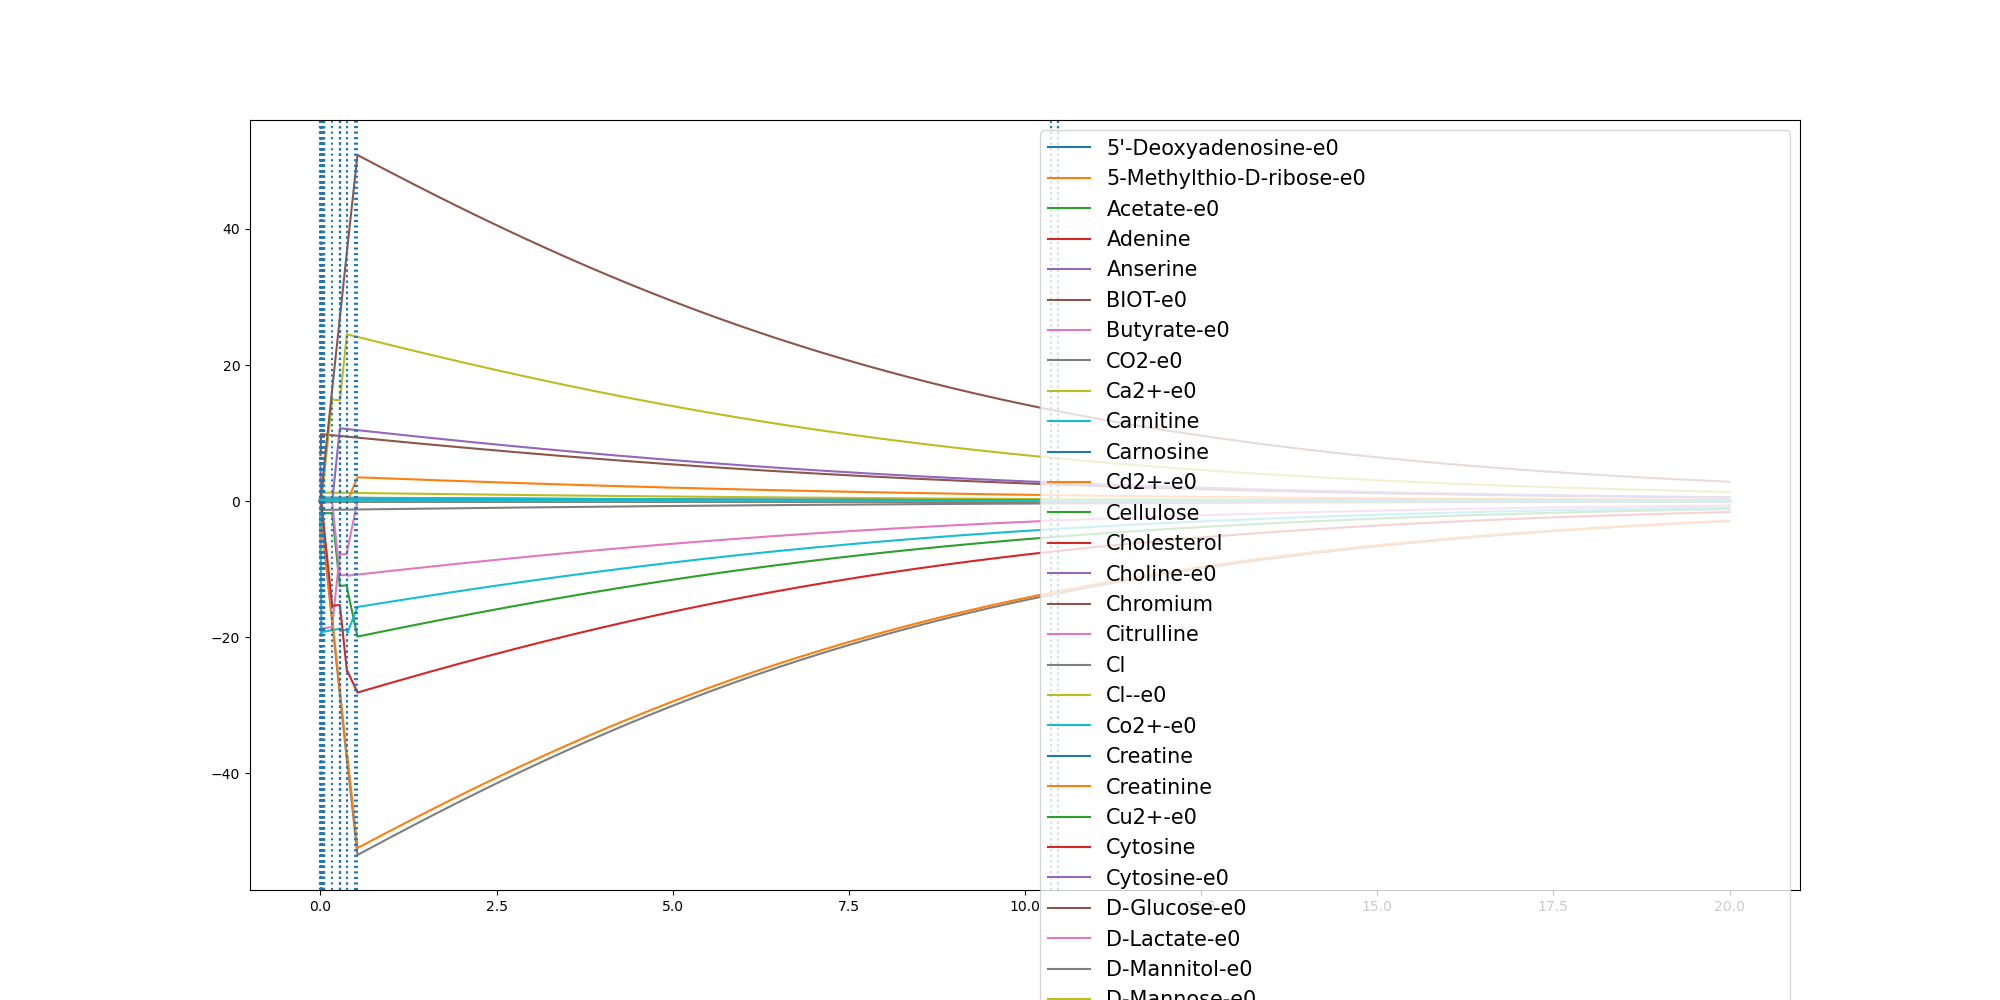 40
20
0
−20
−40
0.0
2.5
5.0
7.5
10.0
15.0
17.5
20.0
5'-Deoxyadenosine-e0
5-Methylthio-D-ribose-e0
Acetate-e0
Adenine
Anserine
BIOT-e0
Butyrate-e0
CO2-e0
Ca2+-e0
Carnitine
Carnosine
Cd2+-e0
Cellulose
Cholesterol
Choline-e0
Chromium
Citrulline
Cl
Cl--e0
Co2+-e0
Creatine
Creatinine
Cu2+-e0
Cytosine
Cytosine-e0
D-Glucose-e0
D-Lactate-e0
D-Mannitol-e0
D-Mannose-e0